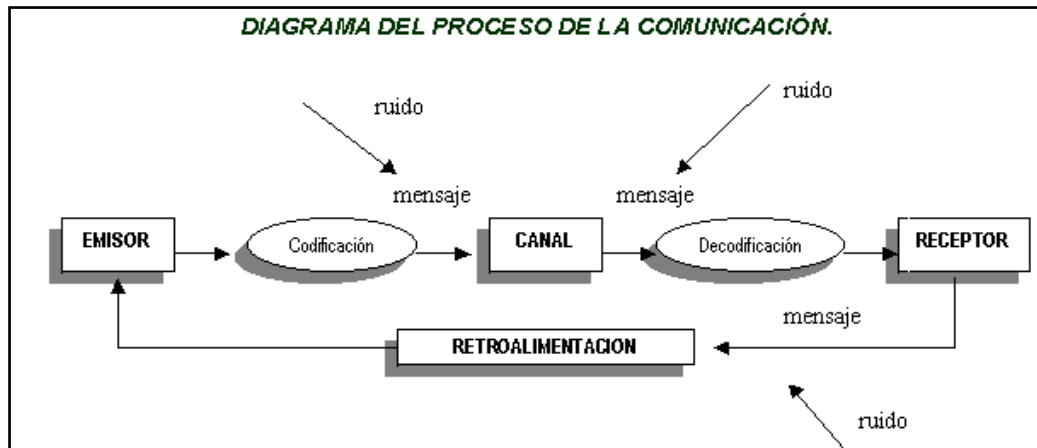 DIAGRAMA DEL PROCESO DE LA COMUNICACIÓN.
ruido
ruido
mensaje
mensaje
EMISOR
Codificación
CANAL
Decodificación
RECEPTOR
mensaje
RETROALIMENTACION
ruido